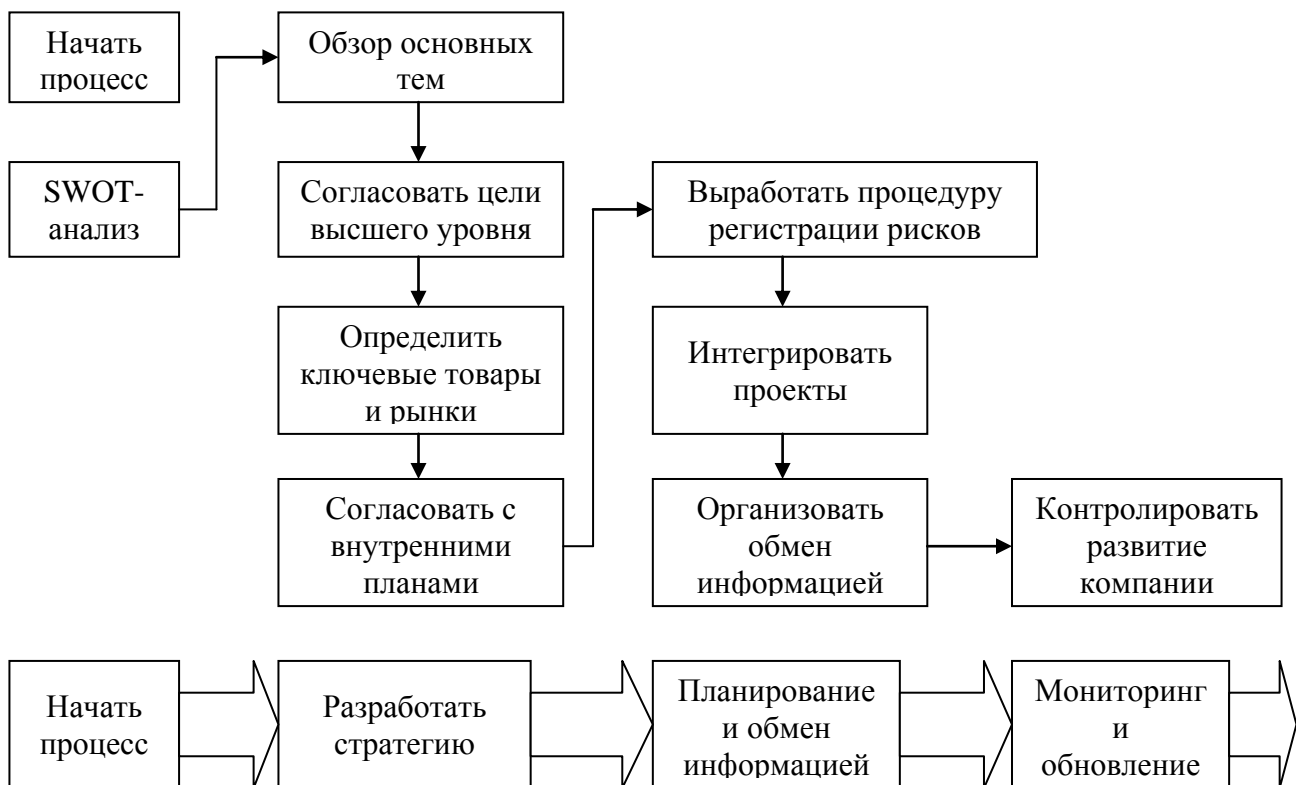 Начать
процесс
Обзор основных
тем
SWOT-
анализ
Согласовать цели
высшего уровня
Выработать процедуру
регистрации рисков
Определить
ключевые товары
и рынки
Интегрировать
проекты
Согласовать с
внутренними
планами
Организовать
обмен
информацией
Контролировать
развитие
компании
Начать
процесс
Разработать
стратегию
Планирование
и обмен
информацией
Мониторинг
и
обновление